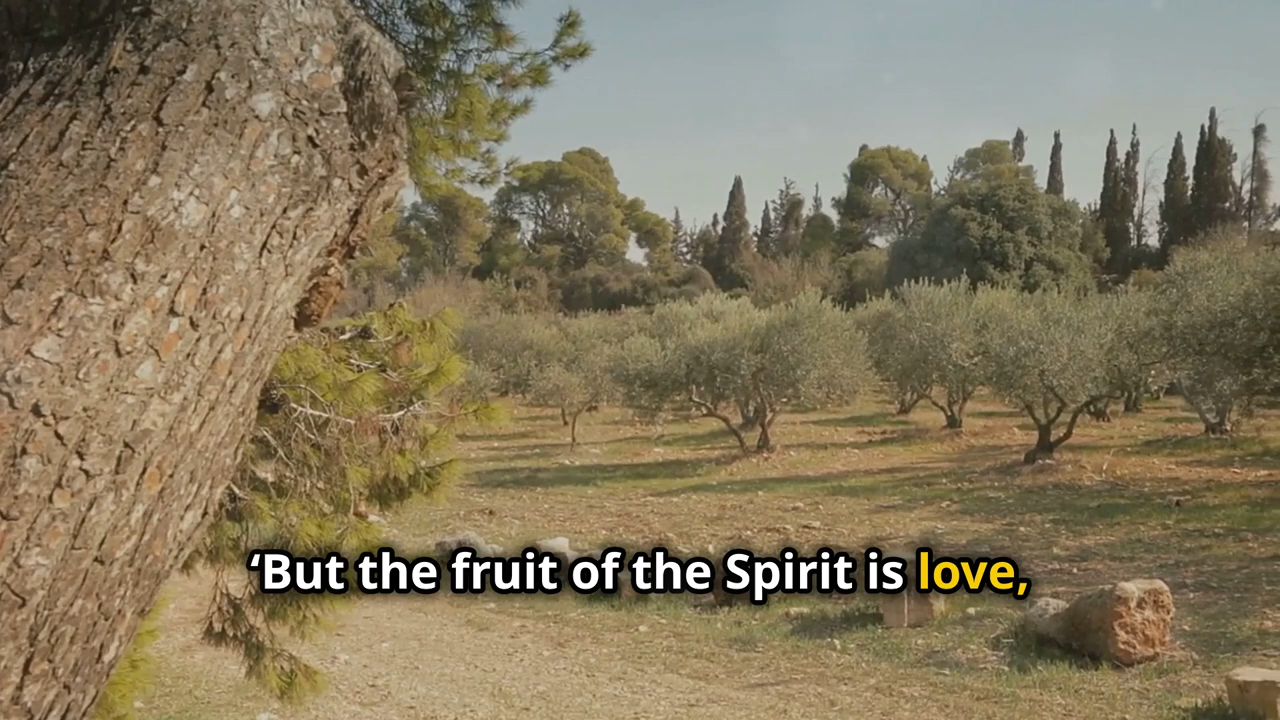 ‘But the fruit of the Spirit is love,